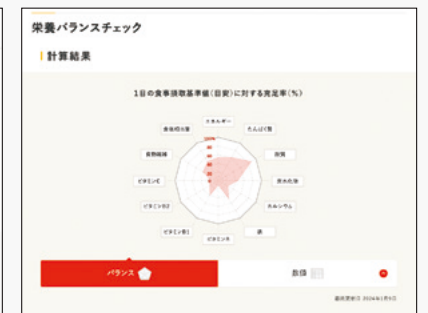 栄養バランスチェック
計算結果
1日の食事摂取基準値(目安)に対する充足率(%)
エネルギー
食塩相当量
たんぱく質
食物繊維
脂質
ビタミンC
炭水化物
ビタミンB2
カルシウム
ビタミンB1
鉄
ビタミンA
バランス
数値